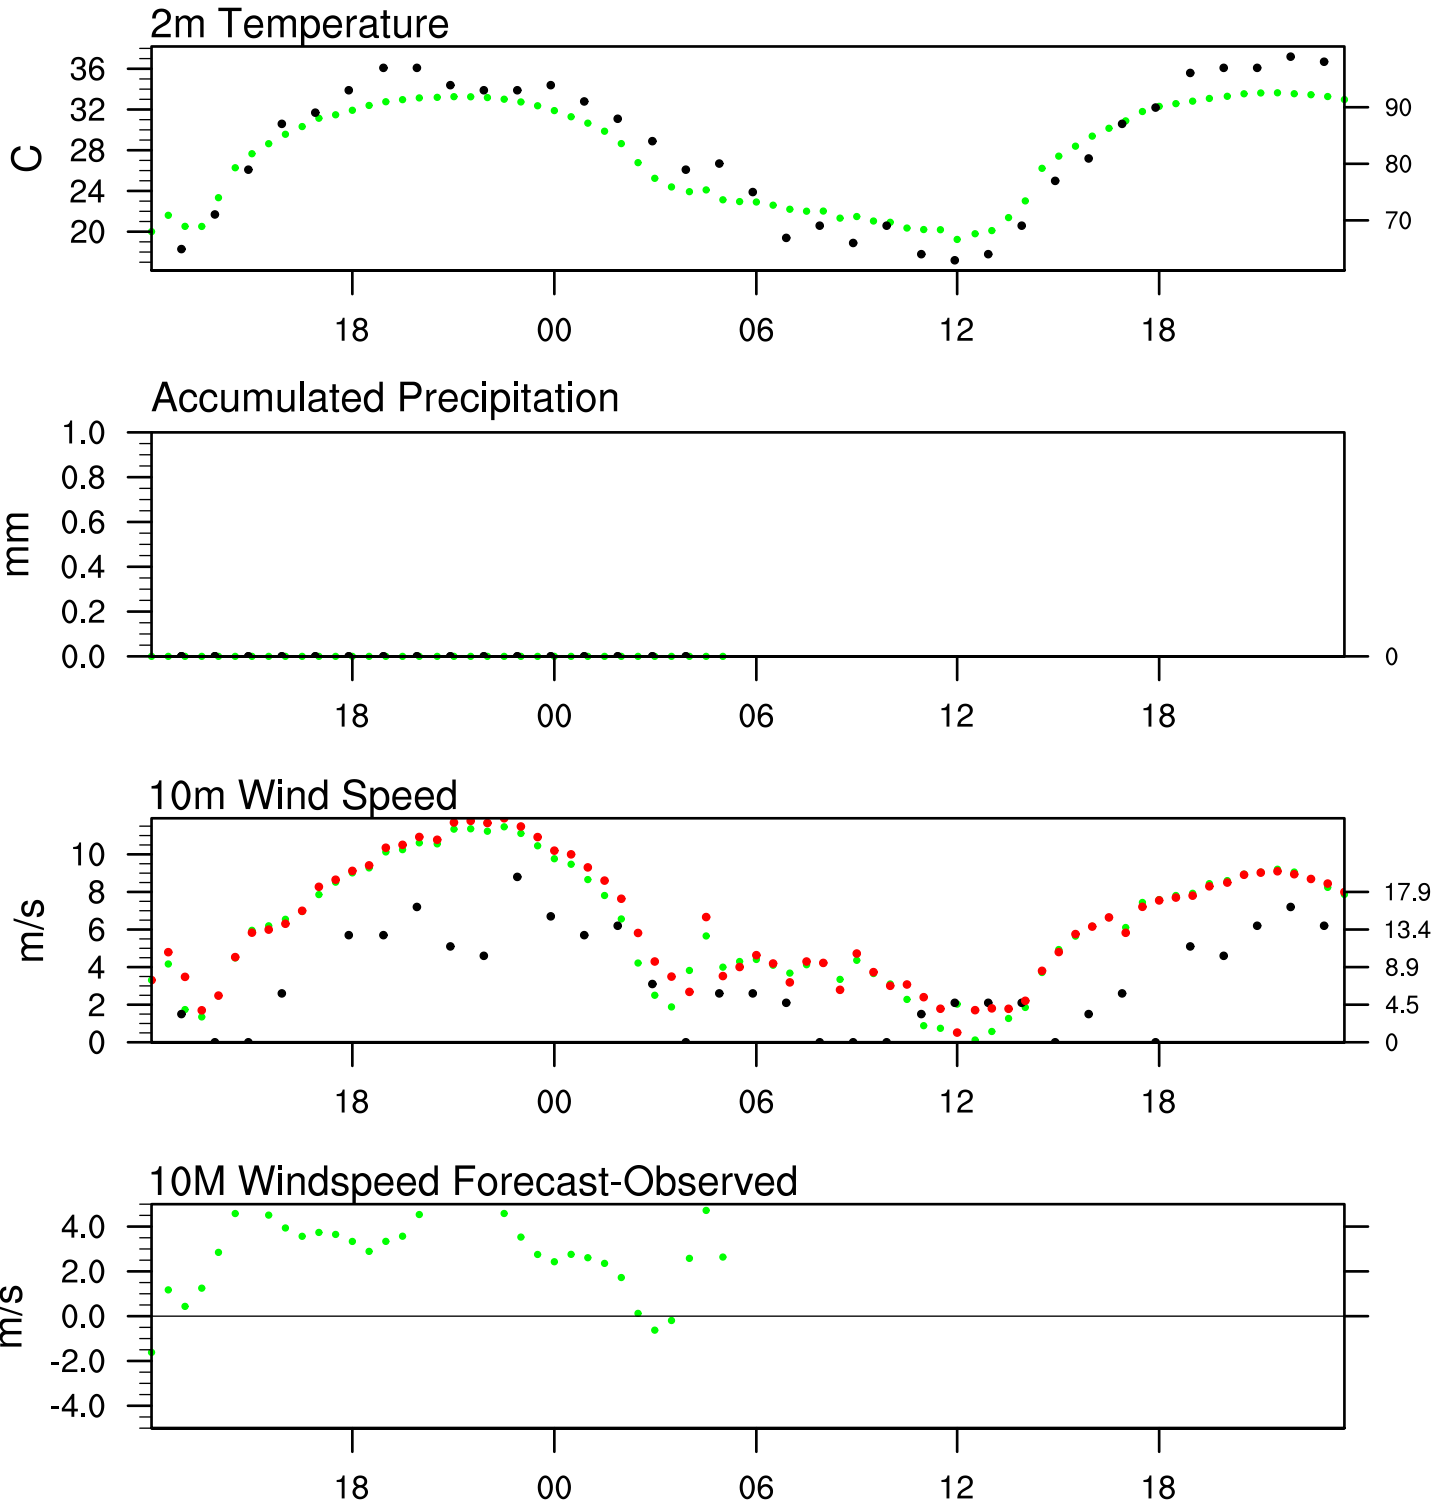 2m Temperature
36
32
28
24
20
C
90
80
70
18 00 06 12 18
Accumulated Precipitation
1.0
0.8
0.6
0.4
0.2
0.0
mm
0
18 00 06 12 18
10m Wind Speed
10
8
6
4
2
0
m/s
17.9
13.4
8.9
4.5
0
18 00 06 12 18
10M Windspeed Forecast-Observed
4.0
2.0
0.0
-2.0
-4.0
m/s
18 00 06 12 18